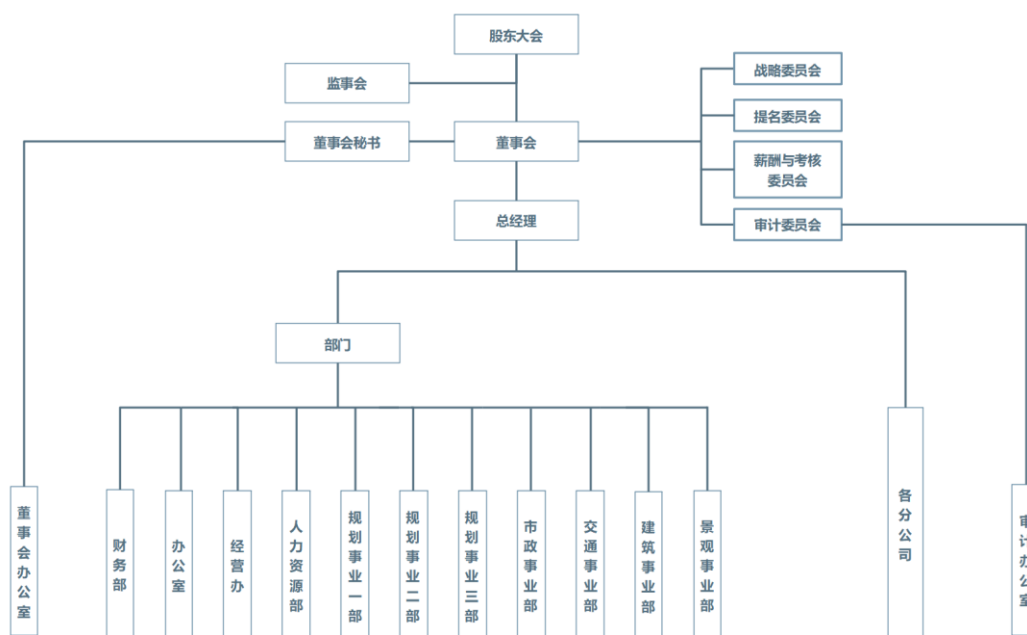 股东大会
监事会
战略委员会
提名委员会
董事会秘书
董事会
薪酬与考核
委员会
总经理
审计委员会
部门
董事会办公室
财务部
办公室
经营办
人力资源部
规划事业一部
规划事业二部
规划事业三部
市政事业部
交通事业部
建筑事业部
景观事业部
各分公司
审计办公室